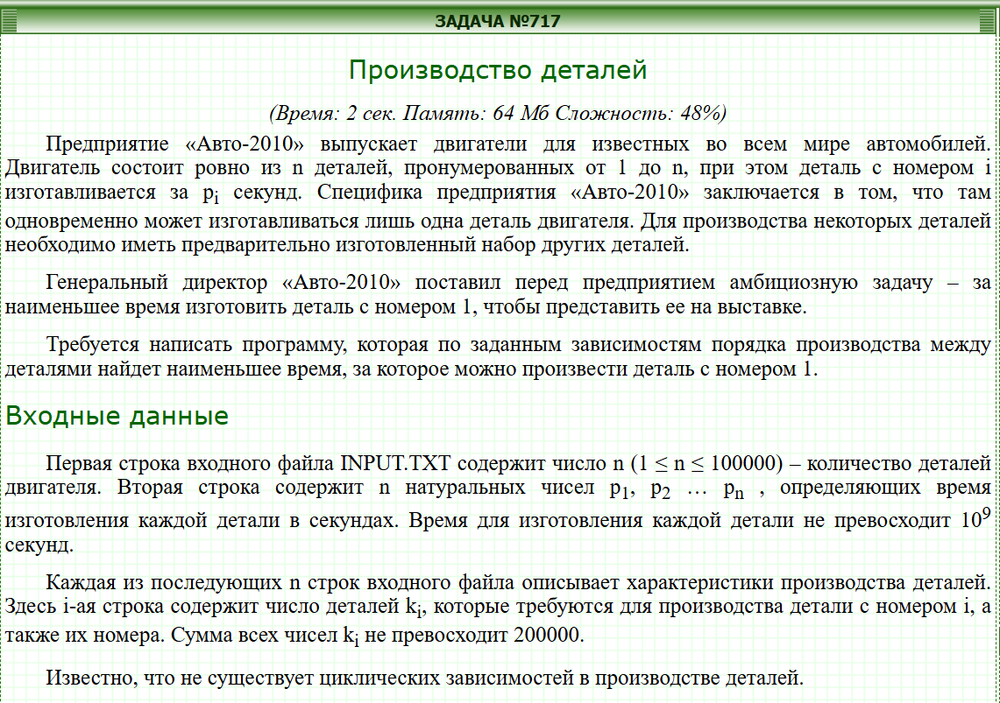 ЗАДАЧА №717
Производство деталей
(Время: 2 сек. Память: 64 Мб Сложность: 48%)
Предприятие «Авто-2010» выпускает двигатели для известных во всем мире автомобилей.
Двигатель состоит ровно из n деталей, пронумерованных от 1 до n, при этом деталь с номером i
изготавливается за pi секунд. Специфика предприятия «Авто-2010» заключается в том, что там
одновременно может изготавливаться лишь одна деталь двигателя. Для производства некоторых деталей
необходимо иметь предварительно изготовленный набор других деталей.
Генеральный директор «Авто-2010» поставил перед предприятием амбициозную задачу – за
наименьшее время изготовить деталь с номером 1, чтобы представить ее на выставке.
Требуется написать программу, которая по заданным зависимостям порядка производства между
деталями найдет наименьшее время, за которое можно произвести деталь с номером 1.
Входные данные
Первая строка входного файла INPUT.TXT содержит число n (1 ≤ n ≤ 100000) – количество деталей
двигателя. Вторая строка содержит n натуральных чисел p1, p2 … pn , определяющих время
изготовления каждой детали в секундах. Время для изготовления каждой детали не превосходит 10^9
секунд.
Каждая из последующих n строк входного файла описывает характеристики производства деталей.
Здесь i-ая строка содержит число деталей ki, которые требуются для производства детали с номером i, а
также их номера. Сумма всех чисел ki не превосходит 200000.
Известно, что не существует циклических зависимостей в производстве деталей.